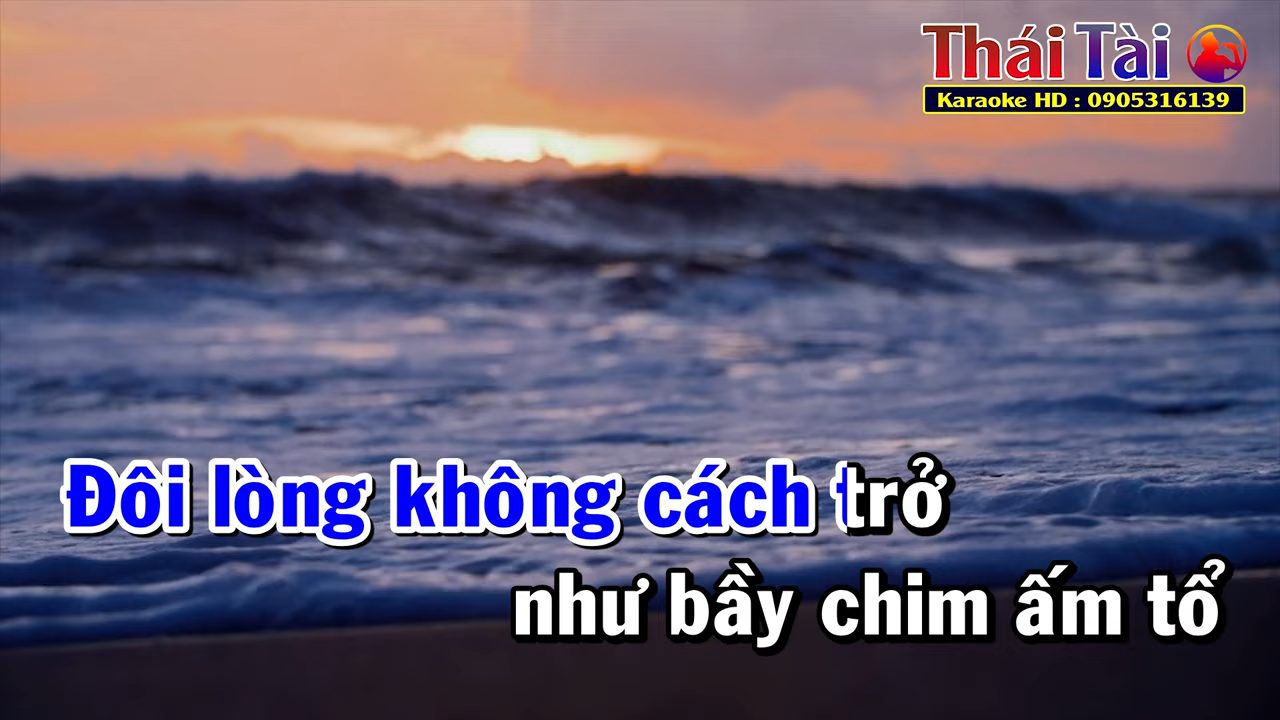 Thái Tài
Karaoke HD : 0905316139
Đôi lòng không cách trở
như bầy chim ấm tổ